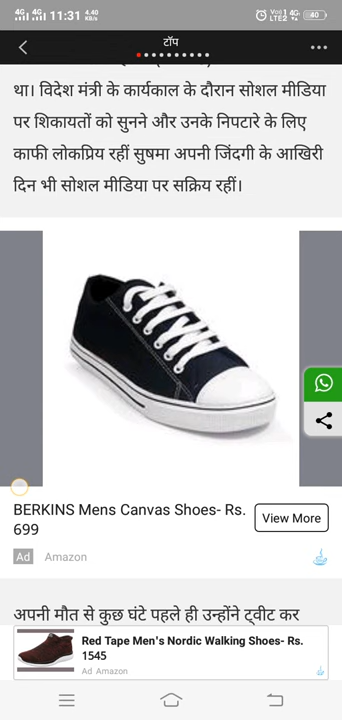 4G 4G 11:31 4.40 KB/s Vo)) 1 4G LTE2 40
टॉप
था। विदेश मंत्री के कार्यकाल के दौरान सोशल मीडिया
पर शिकायतों को सुनने और उनके निपटारे के लिए
काफी लोकप्रिय रहीं सुषमा अपनी जिंदगी के आखिरी
दिन भी सोशल मीडिया पर सक्रिय रहीं।
BERKINS Mens Canvas Shoes- Rs.
699
View More
Ad Amazon
अपनी मौत से कुछ घंटे पहले ही उन्होंने ट्वीट कर
Red Tape Men's Nordic Walking Shoes- Rs.
1545
Ad Amazon